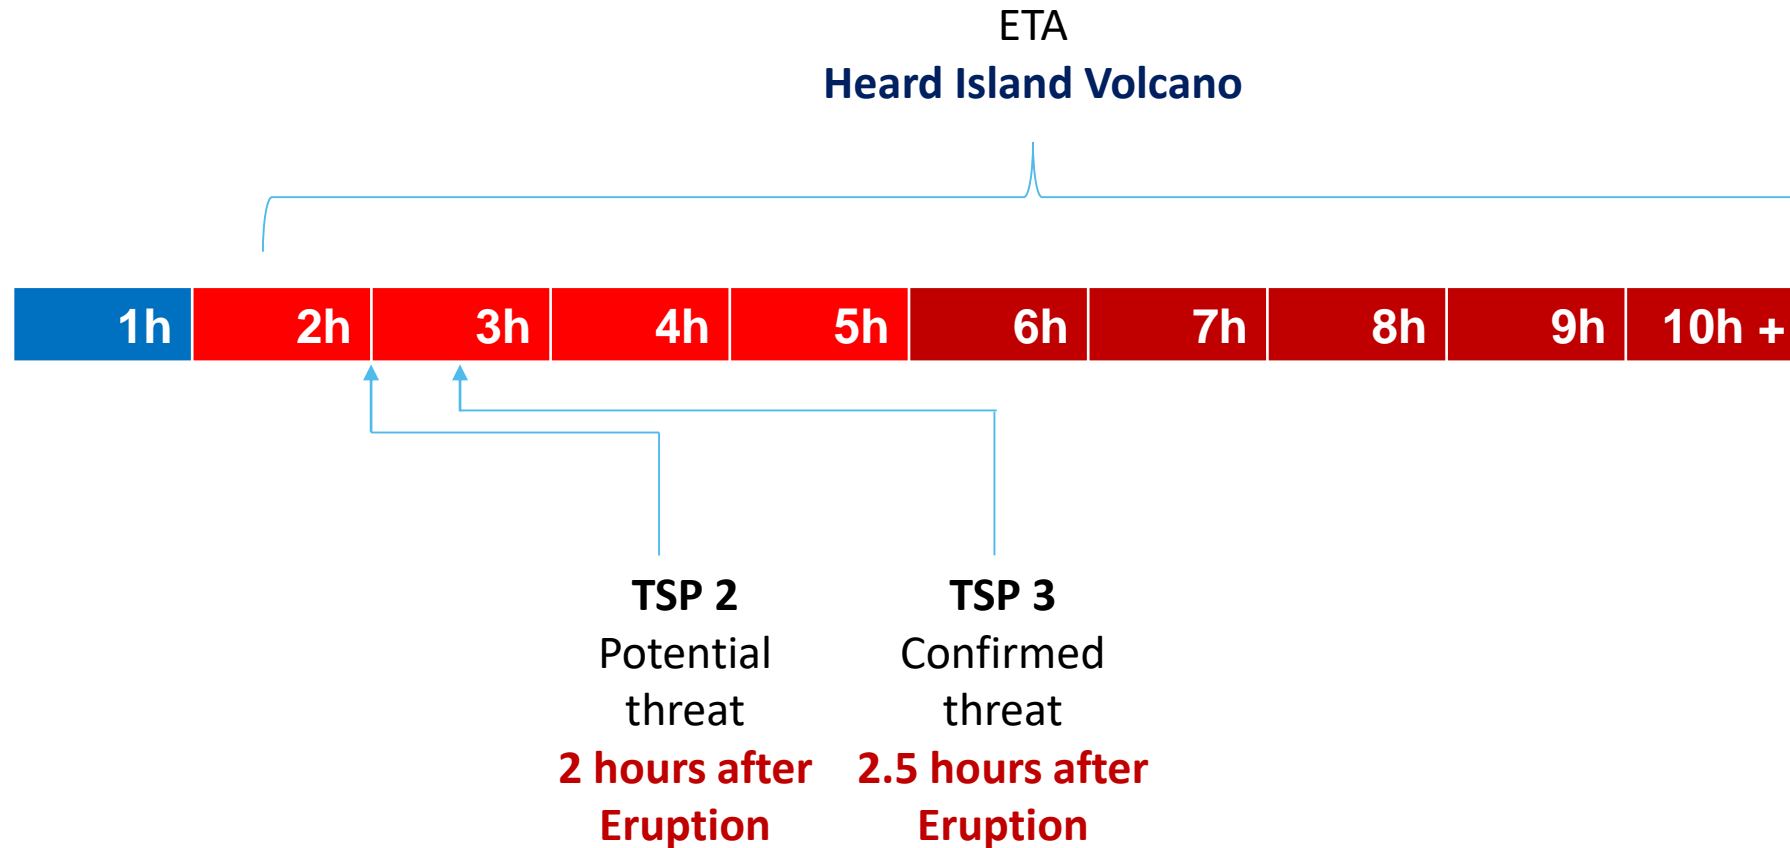 ETA
Heard Island Volcano
1h 2h 3h 4h 5h 6h 7h 8h 9h 10h +
TSP 2
Potential
threat
2 hours after
Eruption
TSP 3
Confirmed
threat
2.5 hours after
Eruption